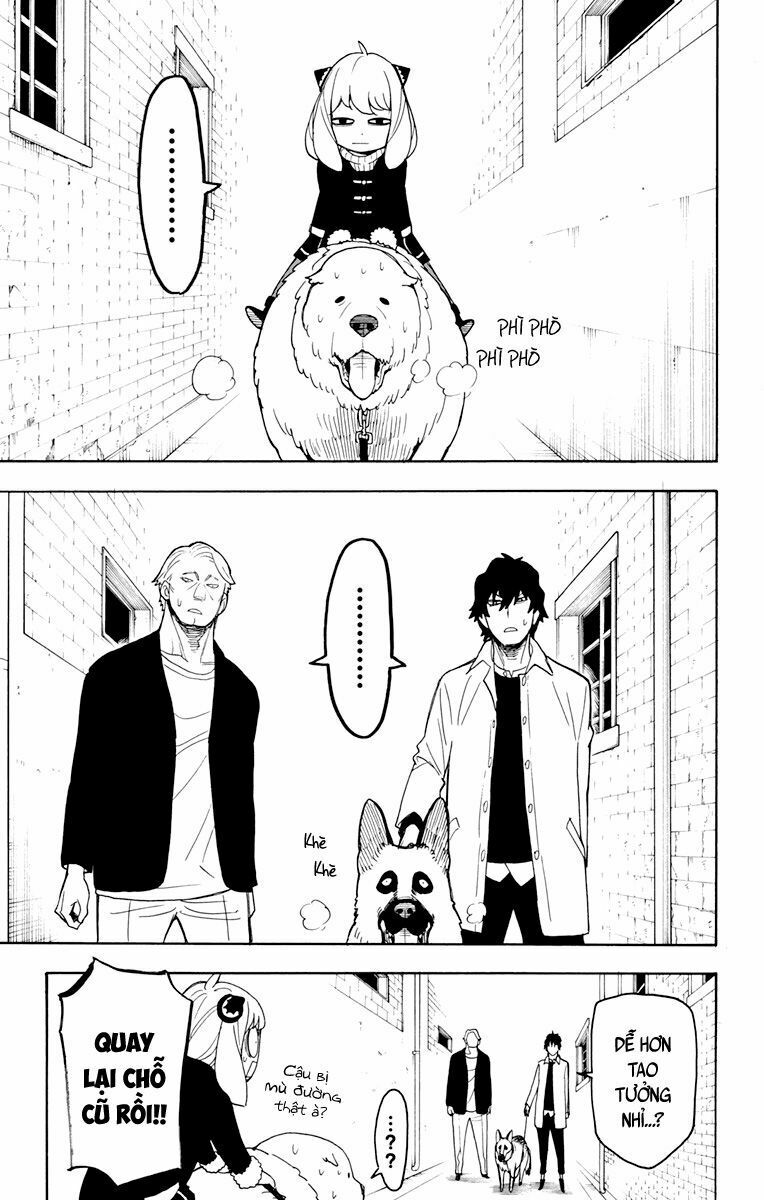 …………
PHÌ PHÒ
PHÌ PHÒ
…………
Khè
Khè
DỄ HƠN
TAO
TƯỞNG
NHỈ...?
…??
Cậu bị
mù đường
thật à?
QUAY
LẠI CHỖ
CŨ RỒI!!